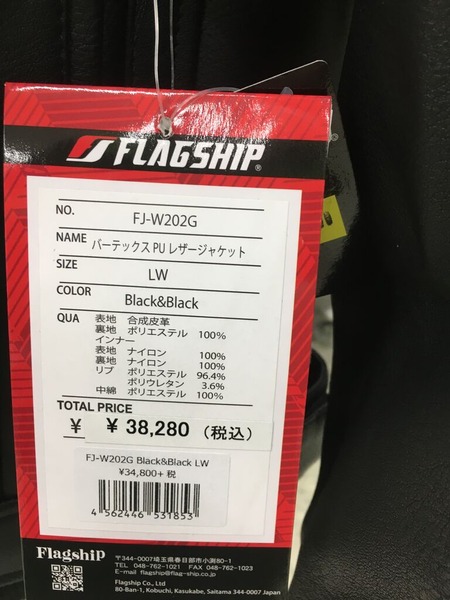 FLAGSHIP®
NO. FJ-W202G
NAME バーテックス PU レザージャケット
SIZE LW
COLOR Black&Black
QUA 表地 合成皮革
裏地 ポリエステル 100%
インナー
表地 ナイロン 100%
裏地 ナイロン 100%
リブ ポリエステル 96.4%
ポリウレタン 3.6%
中綿 ポリエステル 100%
TOTAL PRICE
¥ ¥ 38,280 (税込)
FJ-W202G Black&Black LW
¥34,800+ 税
4 562446 531853
Flagship
〒344-0007埼玉県春日部市小渕80-1
TEL 048-762-1021 FAX 048-762-1023
E-mail flagship@flag-ship.co.jp
Flagship Co., Ltd
80-Ban-1, Kobuchi, Kasukabe, Saitama 344-0007 Japan